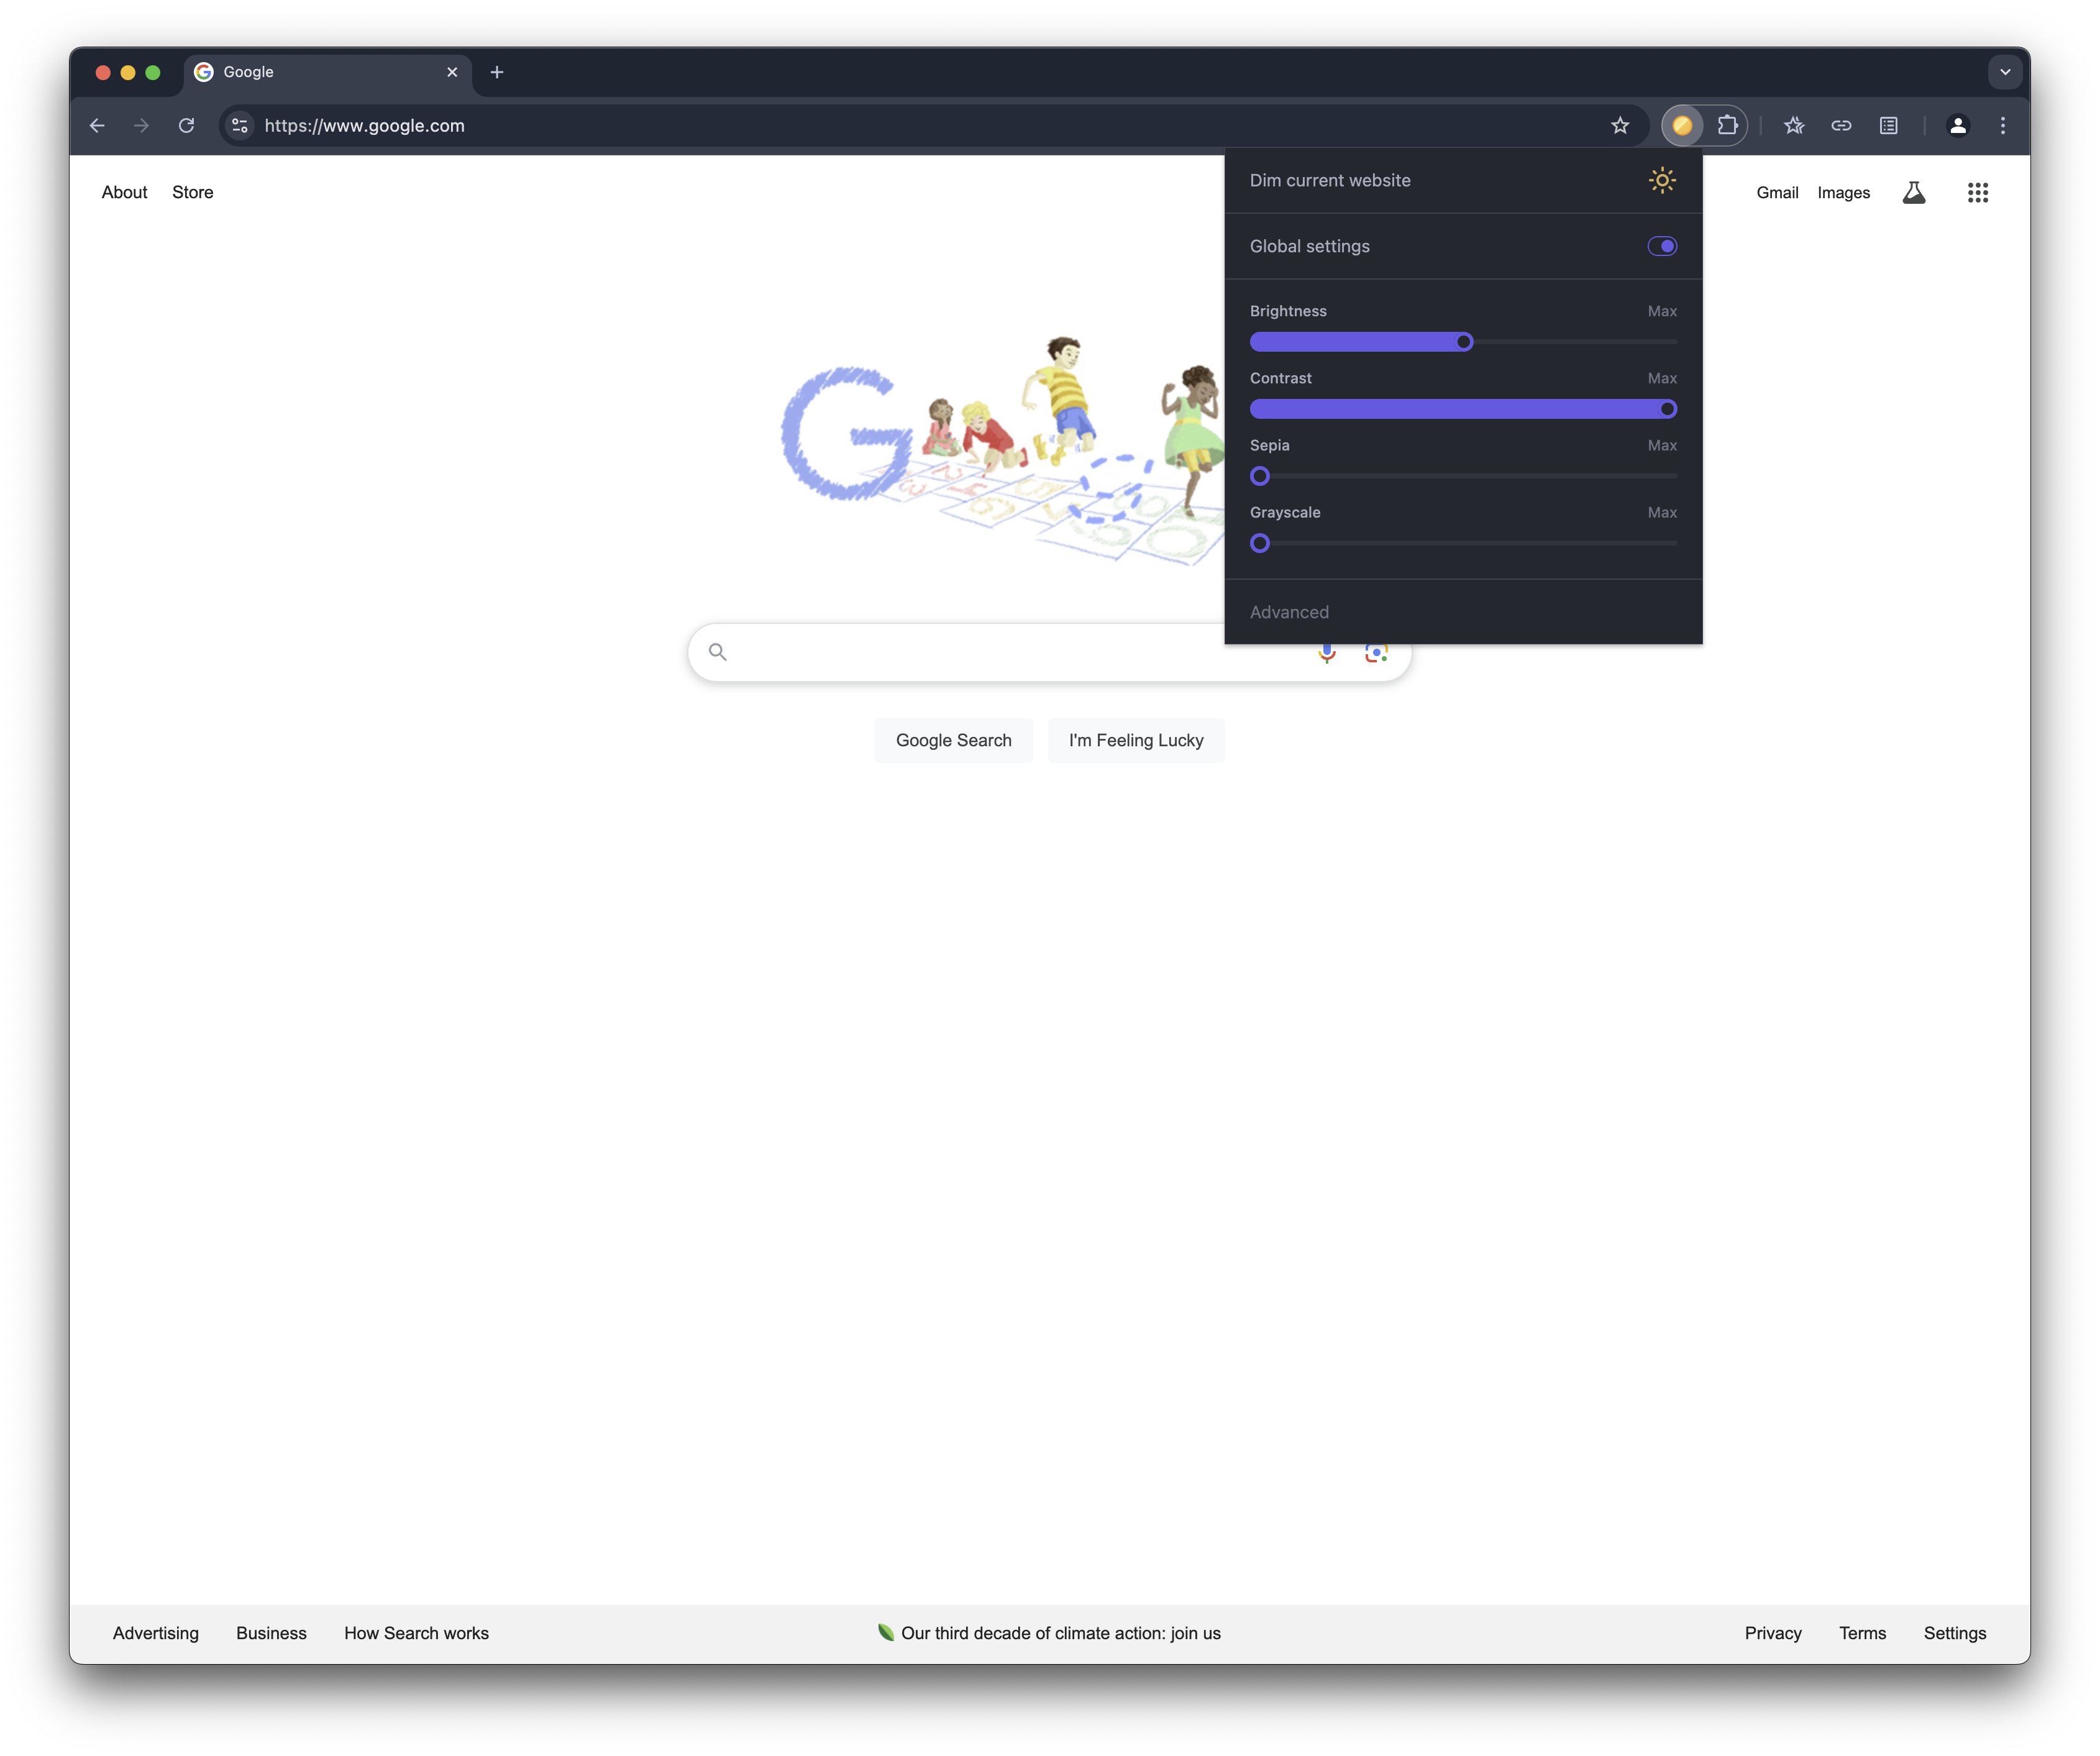 Google
https://www.google.com
About Store
Gmail Images
Dim current website
Global settings
Brightness Max
Contrast Max
Sepia Max
Grayscale Max
Advanced
G
Google Search I'm Feeling Lucky
Advertising Business How Search works
Our third decade of climate action: join us
Privacy Terms Settings